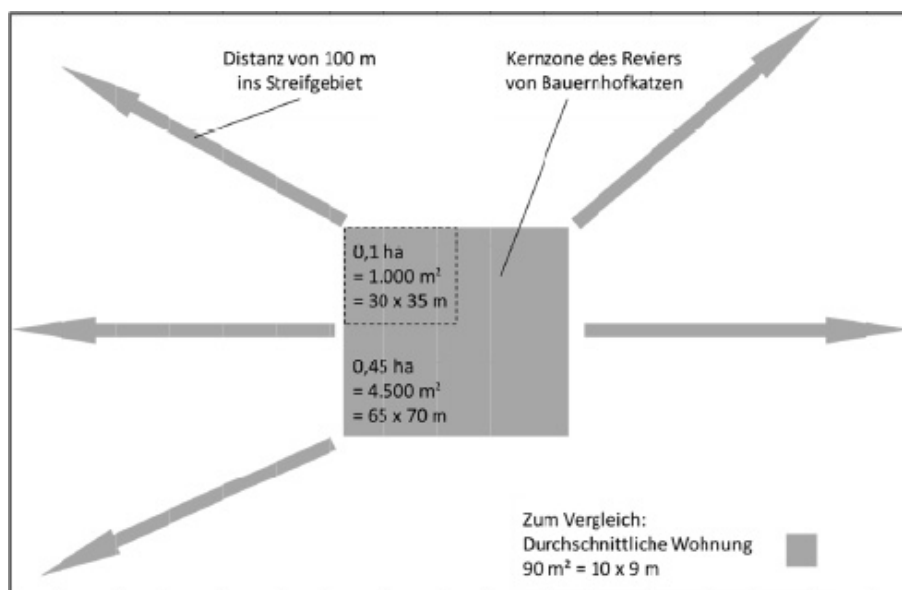 Distanz von 100 m
ins Streifgebiet
Kernzone des Reviers
von Bauernhofkatzen
0,1 ha
= 1.000 m²
= 30 x 35 m
0,45 ha
= 4.500 m²
= 65 x 70 m
Zum Vergleich:
Durchschnittliche Wohnung
90 m² = 10 x 9 m